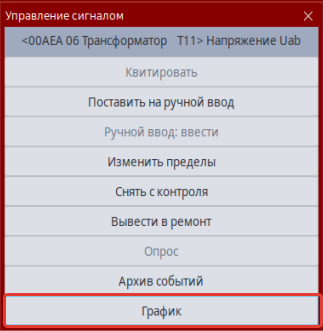 Управление сигналом
<00AEA 06 Трансформатор T11> Напряжение Uab
Квитировать
Поставить на ручной ввод
Ручной ввод: ввести
Изменить пределы
Снять с контроля
Вывести в ремонт
Опрос
Архив событий
График